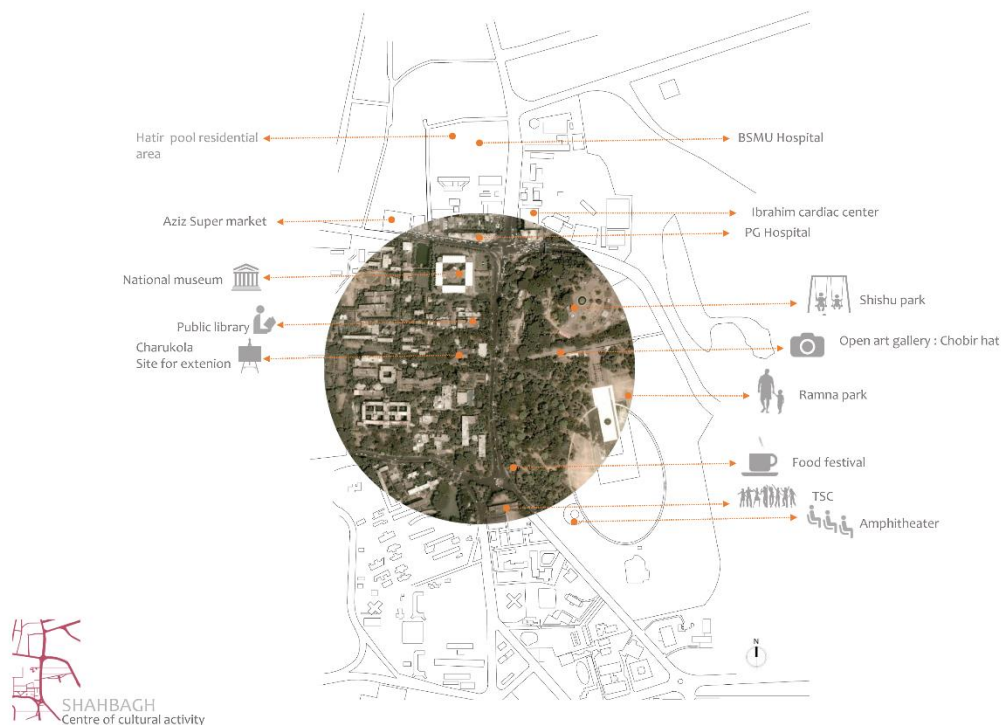 Hatir pool residential
area
BSMU Hospital
Aziz Super market
Ibrahim cardiac center
PG Hospital
National museum
Shishu park
Public library
Charukola
Site for extenion
Open art gallery : Chobir hat
Ramna park
Food festival
TSC
Amphitheater
N
SHAHBAGH
Centre of cultural activity